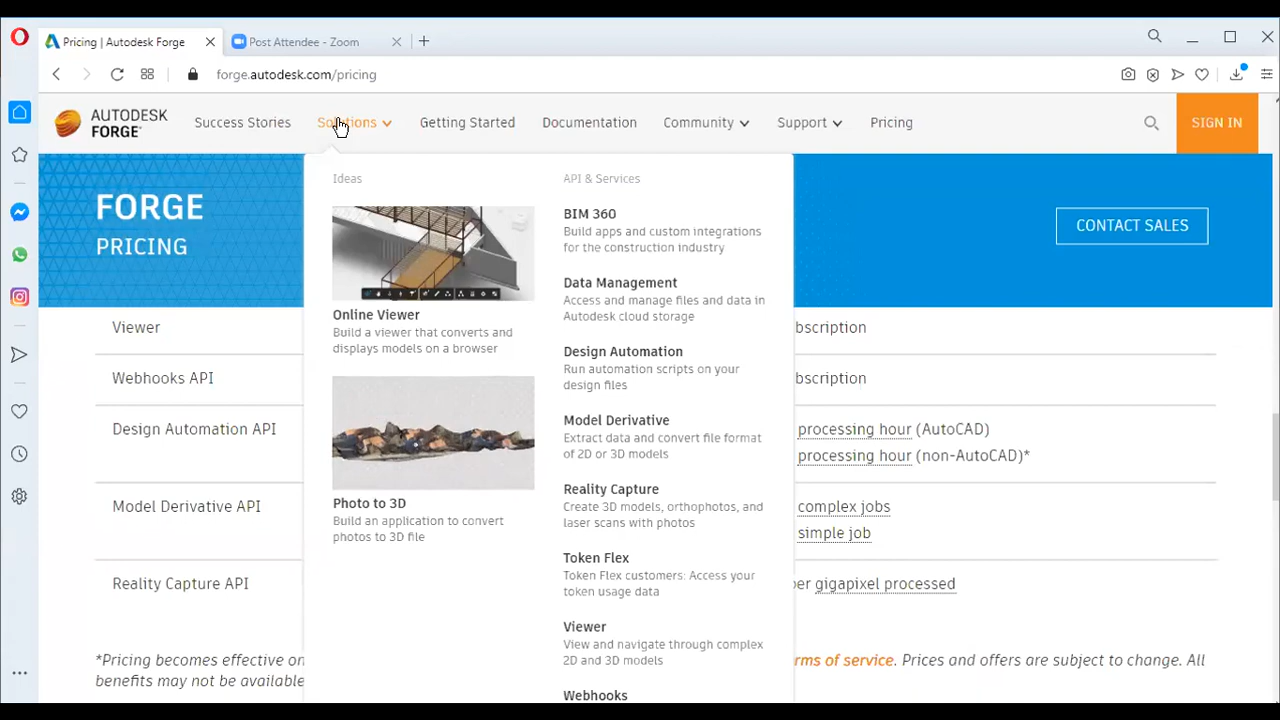 Pricing | Autodesk Forge
Post Attendee - Zoom
forge.autodesk.com/pricing
AUTODESK
FORGE
Success Stories
Solutions
Getting Started
Documentation
Community
Support
Pricing
SIGN IN
FORGE
PRICING
CONTACT SALES
Ideas
Online Viewer
Build a viewer that converts and
displays models on a browser
Photo to 3D
Build an application to convert
photos to 3D file
API & Services
BIM 360
Build apps and custom integrations
for the construction industry
Data Management
Access and manage files and data in
Autodesk cloud storage
Design Automation
Run automation scripts on your
design files
Model Derivative
Extract data and convert file format
of 2D or 3D models
Reality Capture
Create 3D models, orthophotos, and
laser scans with photos
Token Flex
Token Flex customers: Access your
token usage data
Viewer
View and navigate through complex
2D and 3D models
Webhooks
Viewer
bscription
Webhooks API
bscription
Design Automation API
processing hour (AutoCAD)
processing hour (non-AutoCAD)*
Model Derivative API
complex jobs
simple job
Reality Capture API
per gigapixel processed
*Pricing becomes effective on
rms of service. Prices and offers are subject to change. All
benefits may not be available